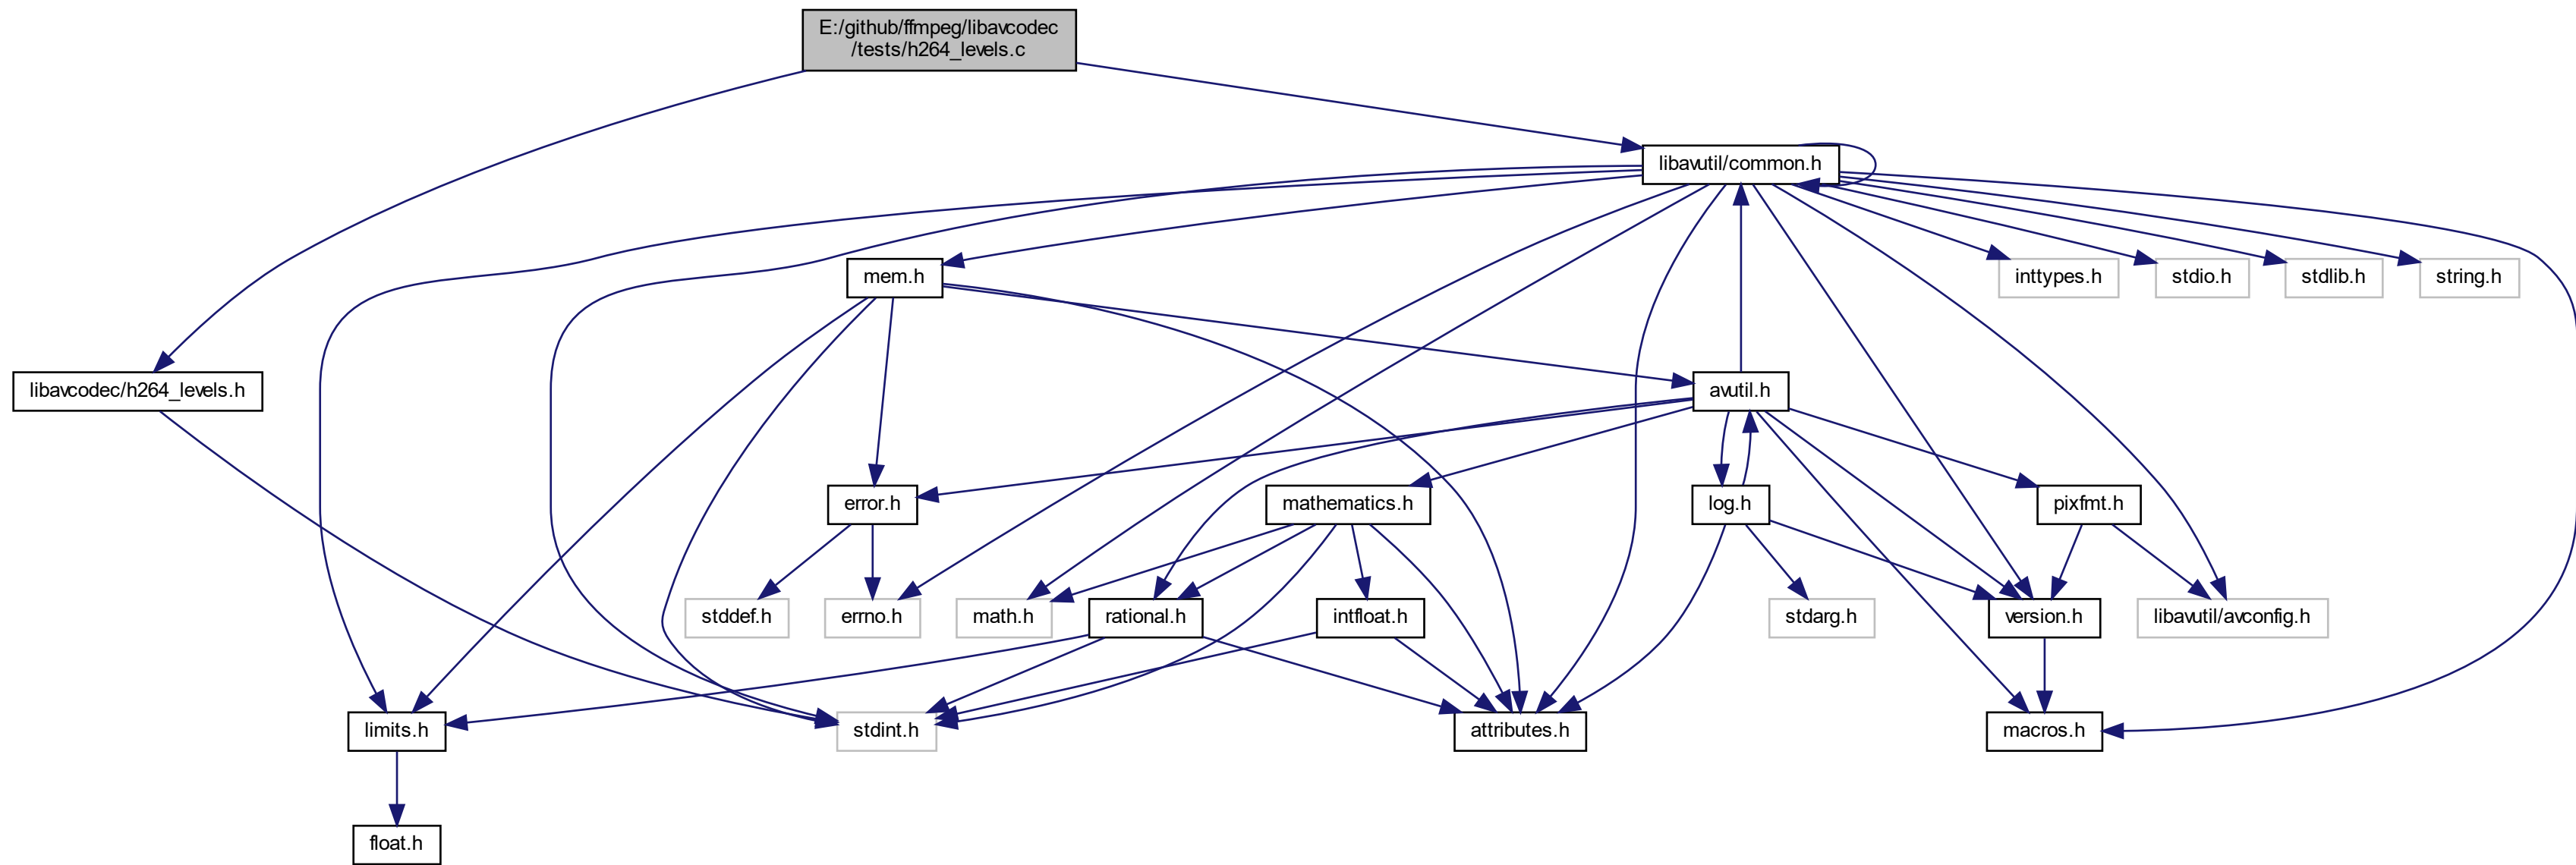 E:/github/ffmpeg/libavcodec
/tests/h264_levels.c
libavutil/common.h
mem.h
inttypes.h
stdio.h
stdlib.h
string.h
libavcodec/h264_levels.h
avutil.h
error.h
mathematics.h
log.h
pixfmt.h
stddef.h
errno.h
math.h
rational.h
intfloat.h
stdarg.h
version.h
libavutil/avconfig.h
limits.h
stdint.h
attributes.h
macros.h
float.h